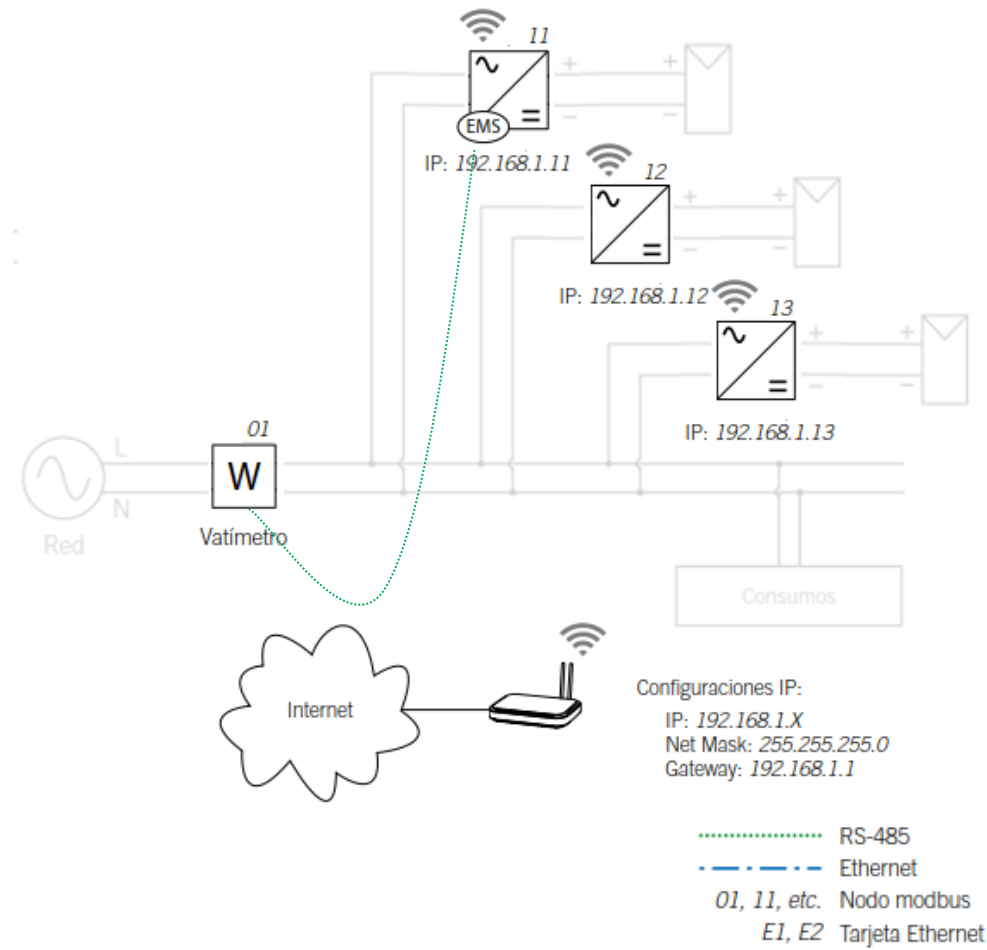 11
EMS
IP: 192.168.1.11
12
IP: 192.168.1.12
13
IP: 192.168.1.13
01
L
W
N
Vatímetro
Red
Consumos
Internet
Configuraciones IP:
IP: 192.168.1.X
Net Mask: 255.255.255.0
Gateway: 192.168.1.1
RS-485
Ethernet
01, 11, etc. Nodo modbus
E1, E2 Tarjeta Ethernet